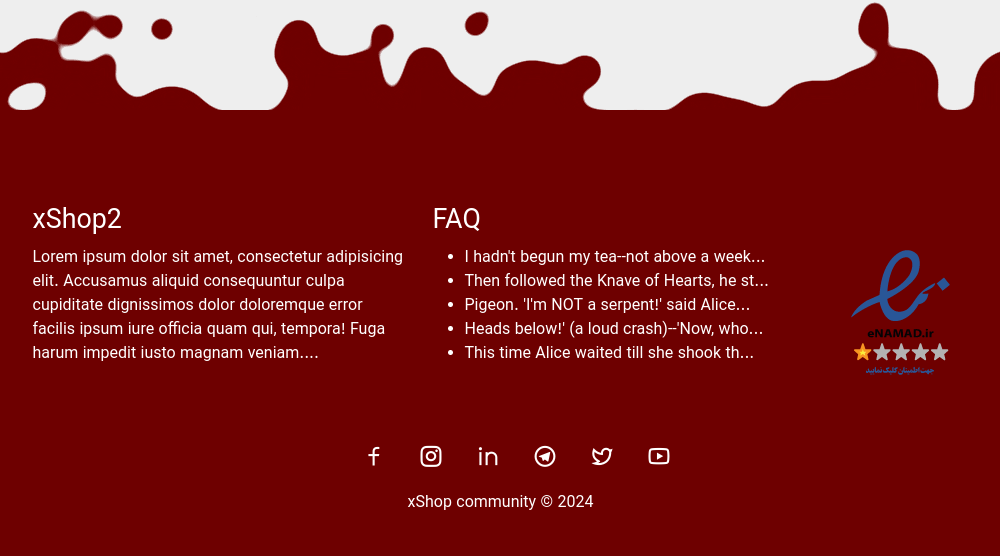 xShop2
Lorem ipsum dolor sit amet, consectetur adipisicing
elit. Accusamus aliquid consequuntur culpa
cupiditate dignissimos dolor doloremque error
facilis ipsum iure officia quam qui, tempora! Fuga
harum impedit iusto magnam veniam....
FAQ
I hadn't begun my tea--not above a week...
Then followed the Knave of Hearts, he st...
Pigeon. 'I'm NOT a serpent!' said Alice...
Heads below!' (a loud crash)--'Now, who...
This time Alice waited till she shook th...
eNAMAD.ir
جهت اطمینان کلیک نمایید
xShop community © 2024